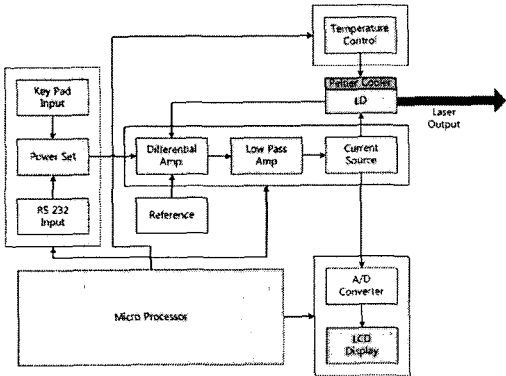 Temperature
Control
Peltier Cooler
LD
Laser
Output
Key Pad
Input
Power Set
RS 232
Input
Differential
Amp
Low Pass
Amp
Current
Source
Reference
Micro Processor
A/D
Converter
LCD
Display